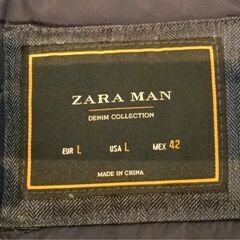 ZARA MAN
DENIM COLLECTION
EUR L USA L MEX 42
MADE IN CHINA